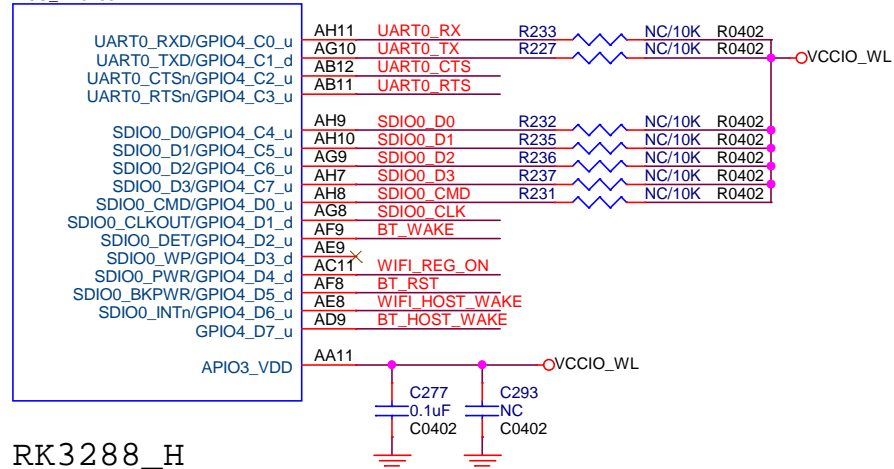 UART0_RXD/GPIO4_C0_u AH11 UART0_RX R233 NC/10K R0402
UART0_TXD/GPIO4_C1_d AG10 UART0_TX R227 NC/10K R0402 VCCIO_WL
UART0_CTSn/GPIO4_C2_u AB12 UART0_CTS
UART0_RTSn/GPIO4_C3_u AB11 UART0_RTS
SDIO0_D0/GPIO4_C4_u AH9 SDIO0_D0 R232 NC/10K R0402
SDIO0_D1/GPIO4_C5_u AH10 SDIO0_D1 R235 NC/10K R0402
SDIO0_D2/GPIO4_C6_u AG9 SDIO0_D2 R236 NC/10K R0402
SDIO0_D3/GPIO4_C7_u AH7 SDIO0_D3 R237 NC/10K R0402
SDIO0_CMD/GPIO4_D0_u AH8 SDIO0_CMD R231 NC/10K R0402
SDIO0_CLKOUT/GPIO4_D1_d AG8 SDIO0_CLK
SDIO0_DET/GPIO4_D2_u AF9 BT_WAKE
SDIO0_WP/GPIO4_D3_d AE9
SDIO0_PWR/GPIO4_D4_d AC11 WIFI_REG_ON
SDIO0_BKPWR/GPIO4_D5_d AF8 BT_RST
SDIO0_INTn/GPIO4_D6_u AE8 WIFI_HOST_WAKE
GPIO4_D7_u AD9 BT_HOST_WAKE
APIO3_VDD AA11 VCCIO_WL
C277 C293
0.1uF NC
C0402 C0402
RK3288_H